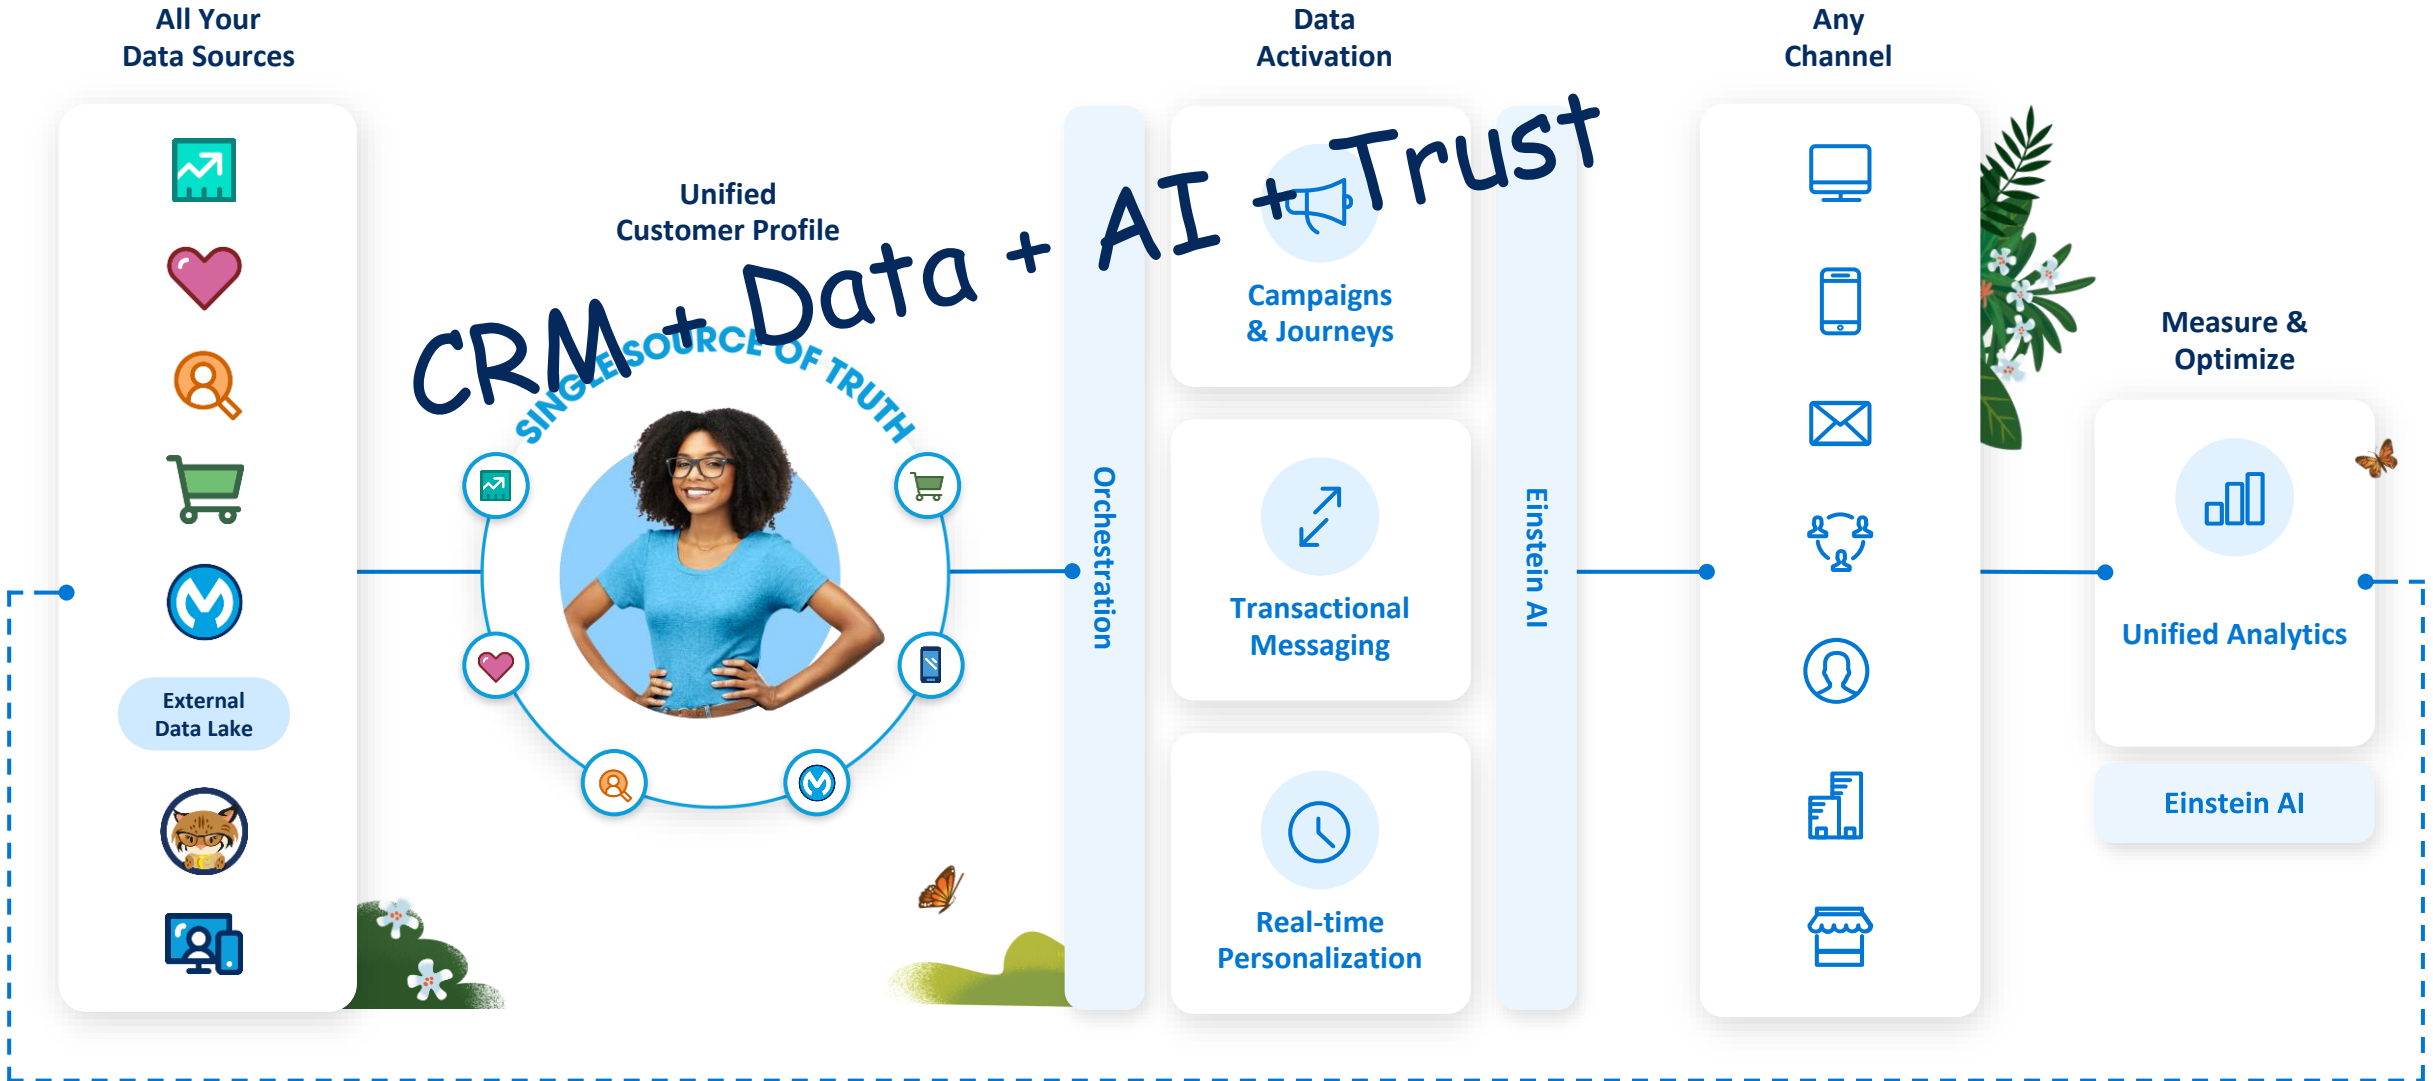 All Your
Data Sources
External
Data Lake
Unified
Customer Profile
SINGLE SOURCE OF TRUTH
CRM + Data + AI + Trust
Data
Activation
Orchestration
Campaigns
& Journeys
Transactional
Messaging
Real-time
Personalization
Einstein AI
Any
Channel
Measure &
Optimize
Unified Analytics
Einstein AI